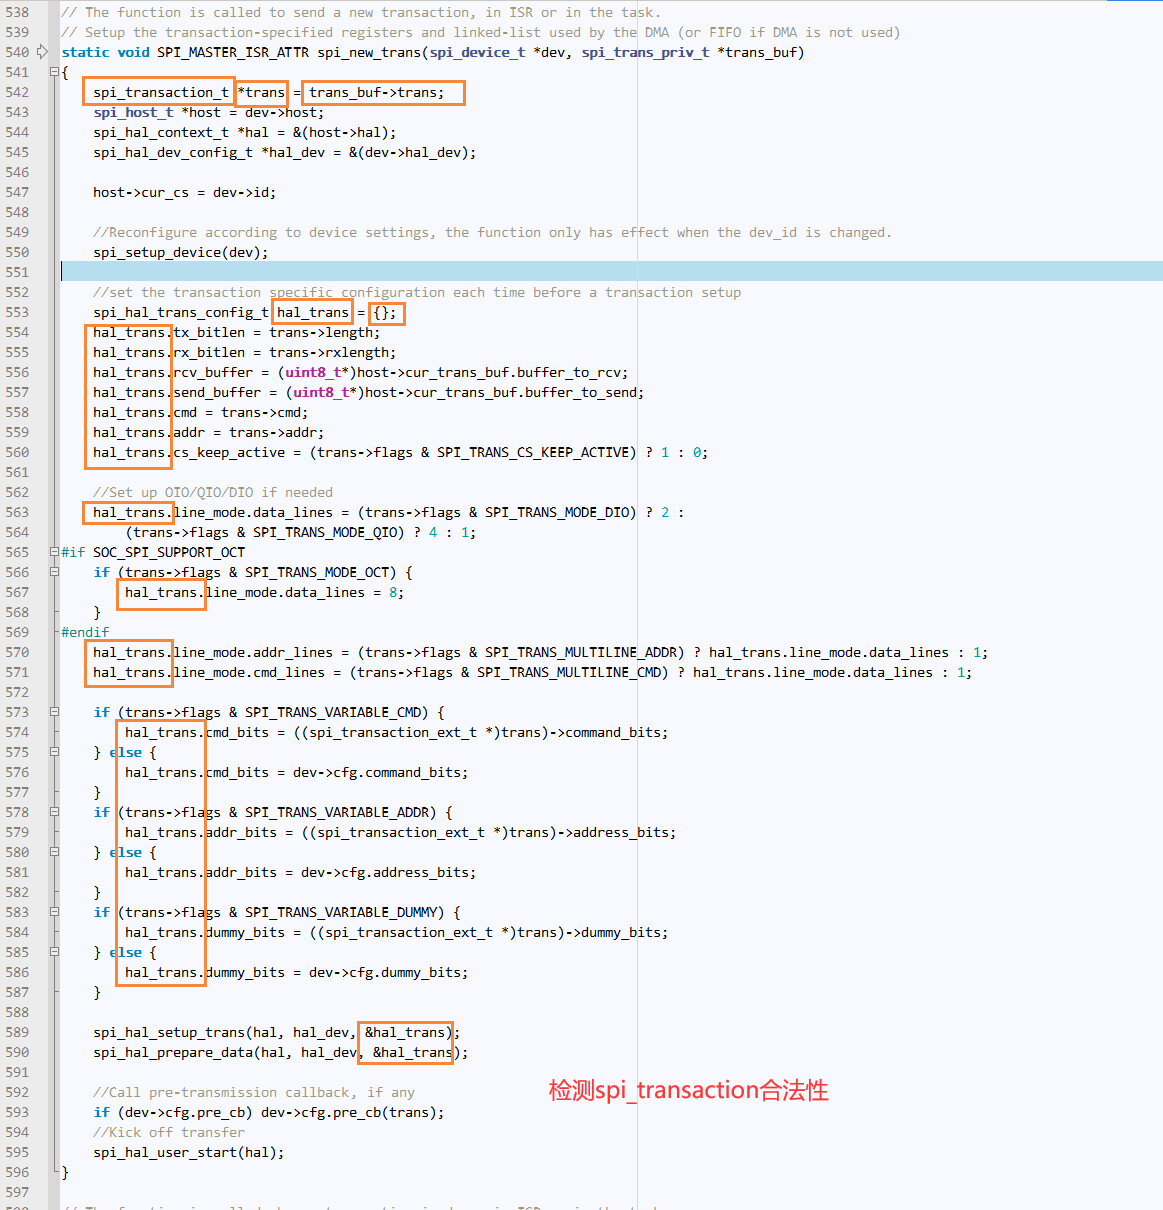 538 // The function is called to send a new transaction, in ISR or in the task.
539 // Setup the transaction-specified registers and linked-list used by the DMA (or FIFO if DMA is not used)
540 static void SPI_MASTER_ISR_ATTR spi_new_trans(spi_device_t *dev, spi_trans_priv_t *trans_buf)
541 {
542     spi_transaction_t *trans = trans_buf->trans;
543     spi_host_t *host = dev->host;
544     spi_hal_context_t *hal = &(host->hal);
545     spi_hal_dev_config_t *hal_dev = &(dev->hal_dev);
546
547     host->cur_cs = dev->id;
548
549     //Reconfigure according to device settings, the function only has effect when the dev_id is changed.
550     spi_setup_device(dev);
551
552     //set the transaction specific configuration each time before a transaction setup
553     spi_hal_trans_config_t hal_trans = {};
554     hal_trans.tx_bitlen = trans->length;
555     hal_trans.rx_bitlen = trans->rxlength;
556     hal_trans.rcv_buffer = (uint8_t*)host->cur_trans_buf.buffer_to_rcv;
557     hal_trans.send_buffer = (uint8_t*)host->cur_trans_buf.buffer_to_send;
558     hal_trans.cmd = trans->cmd;
559     hal_trans.addr = trans->addr;
560     hal_trans.cs_keep_active = (trans->flags & SPI_TRANS_CS_KEEP_ACTIVE) ? 1 : 0;
561
562     //Set up OIO/QIO/DIO if needed
563     hal_trans.line_mode.data_lines = (trans->flags & SPI_TRANS_MODE_DIO) ? 2 :
564         (trans->flags & SPI_TRANS_MODE_QIO) ? 4 : 1;
565 #if SOC_SPI_SUPPORT_OCT
566     if (trans->flags & SPI_TRANS_MODE_OCT) {
567         hal_trans.line_mode.data_lines = 8;
568     }
569 #endif
570     hal_trans.line_mode.addr_lines = (trans->flags & SPI_TRANS_MULTILINE_ADDR) ? hal_trans.line_mode.data_lines : 1;
571     hal_trans.line_mode.cmd_lines = (trans->flags & SPI_TRANS_MULTILINE_CMD) ? hal_trans.line_mode.data_lines : 1;
572
573     if (trans->flags & SPI_TRANS_VARIABLE_CMD) {
574         hal_trans.cmd_bits = ((spi_transaction_ext_t *)trans)->command_bits;
575     } else {
576         hal_trans.cmd_bits = dev->cfg.command_bits;
577     }
578     if (trans->flags & SPI_TRANS_VARIABLE_ADDR) {
579         hal_trans.addr_bits = ((spi_transaction_ext_t *)trans)->address_bits;
580     } else {
581         hal_trans.addr_bits = dev->cfg.address_bits;
582     }
583     if (trans->flags & SPI_TRANS_VARIABLE_DUMMY) {
584         hal_trans.dummy_bits = ((spi_transaction_ext_t *)trans)->dummy_bits;
585     } else {
586         hal_trans.dummy_bits = dev->cfg.dummy_bits;
587     }
588
589     spi_hal_setup_trans(hal, hal_dev, &hal_trans);
590     spi_hal_prepare_data(hal, hal_dev, &hal_trans);
591
592     //Call pre-transmission callback, if any
检测spi_transaction合法性
593     if (dev->cfg.pre_cb) dev->cfg.pre_cb(trans);
594     //Kick off transfer
595     spi_hal_user_start(hal);
596 }
597